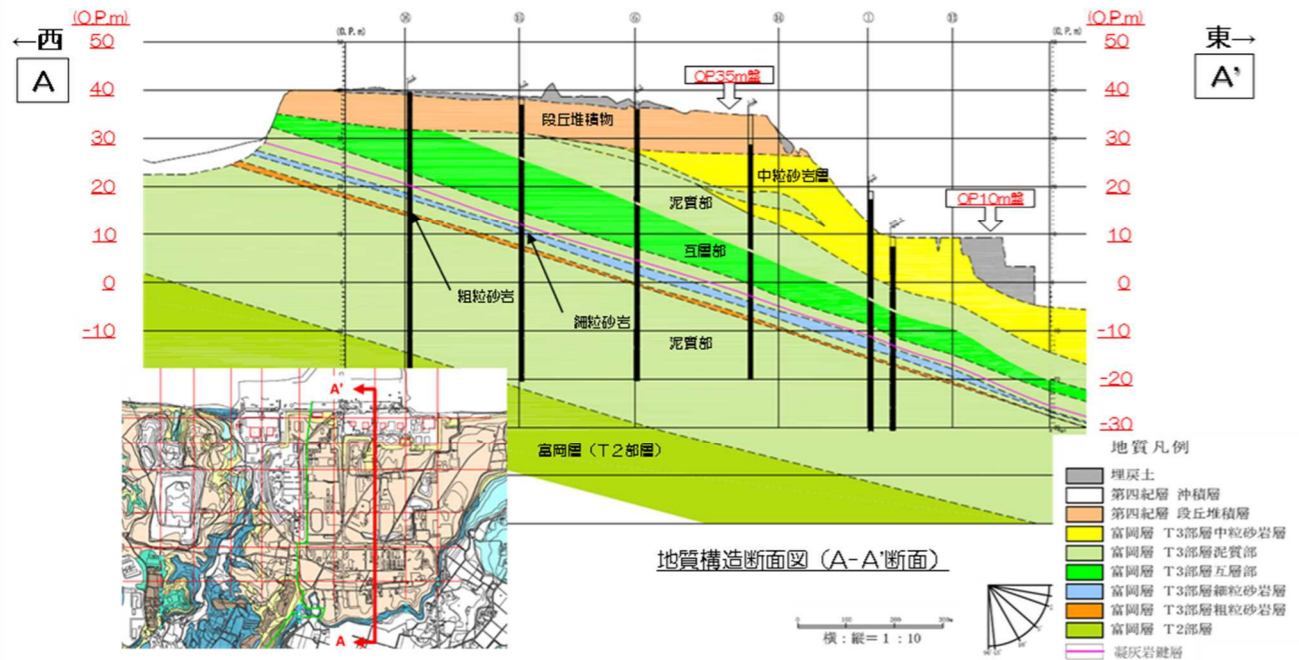 (O.P.m)
(O.P.m)
50
40
30
20
10
0
-10
50
40
30
20
10
0
-10
-20
-30
←西
A
東→
A'
(O.P.m)
(O.P.m)
⑥
①
OP35m盤
OP10m盤
段丘堆積物
中粒砂岩層
泥質部
互層部
粗粒砂岩
細粒砂岩
泥質部
富岡層（T2部層）
A'
A
地質構造断面図（A-A'断面）
0 100 200 300m
横：縦＝1：10
地質凡例
埋戻土
第四紀層 沖積層
第四紀層 段丘堆積層
富岡層 T3部層中粒砂岩層
富岡層 T3部層泥質部
富岡層 T3部層互層部
富岡層 T3部層細粒砂岩層
富岡層 T3部層粗粒砂岩層
富岡層 T2部層
凝灰岩鍵層